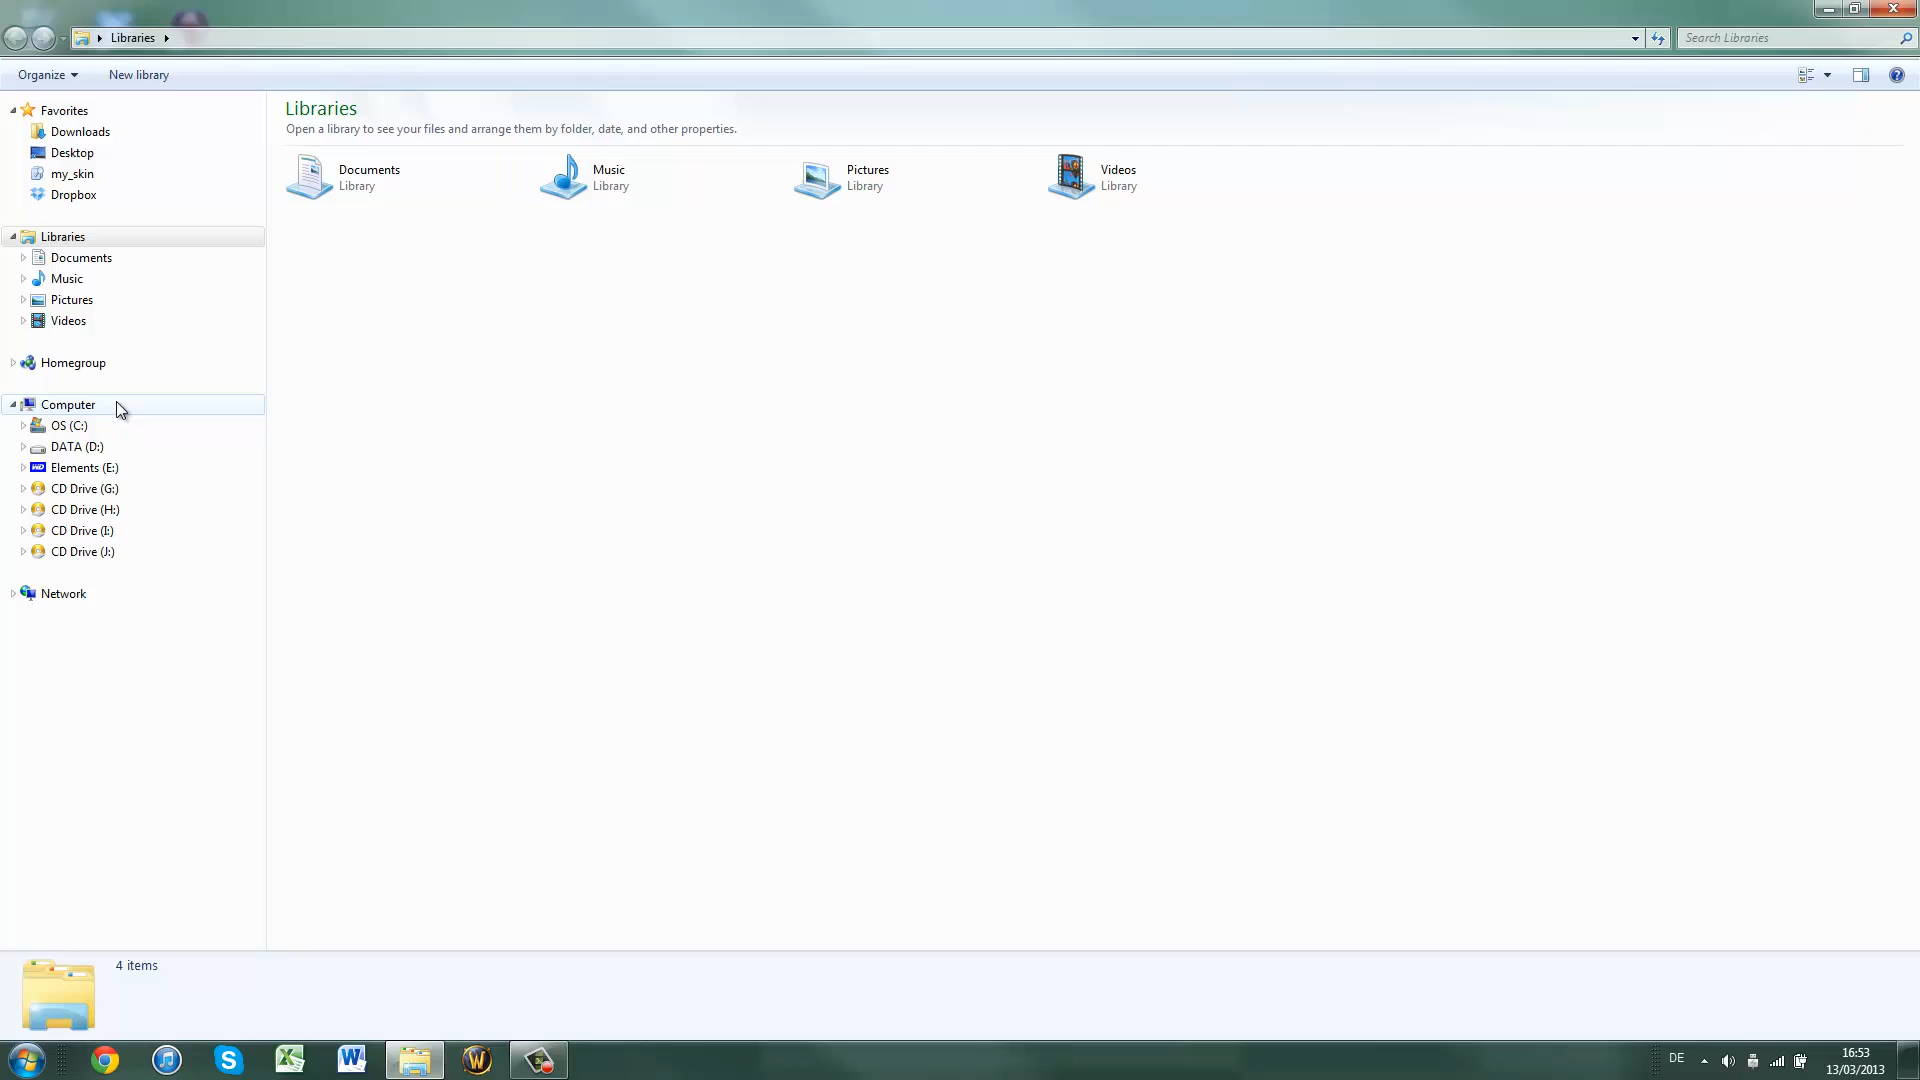 Libraries
Search Libraries
Organize
New library
Favorites
Downloads
Desktop
my_skin
Dropbox
Libraries
Documents
Music
Pictures
Videos
Homegroup
Computer
OS (C:)
DATA (D:)
Elements (E:)
CD Drive (G:)
CD Drive (H:)
CD Drive (I:)
CD Drive (J:)
Network
Libraries
Open a library to see your files and arrange them by folder, date, and other properties.
Documents
Library
Music
Library
Pictures
Library
Videos
Library
4 items
DE
16:53
13/03/2013